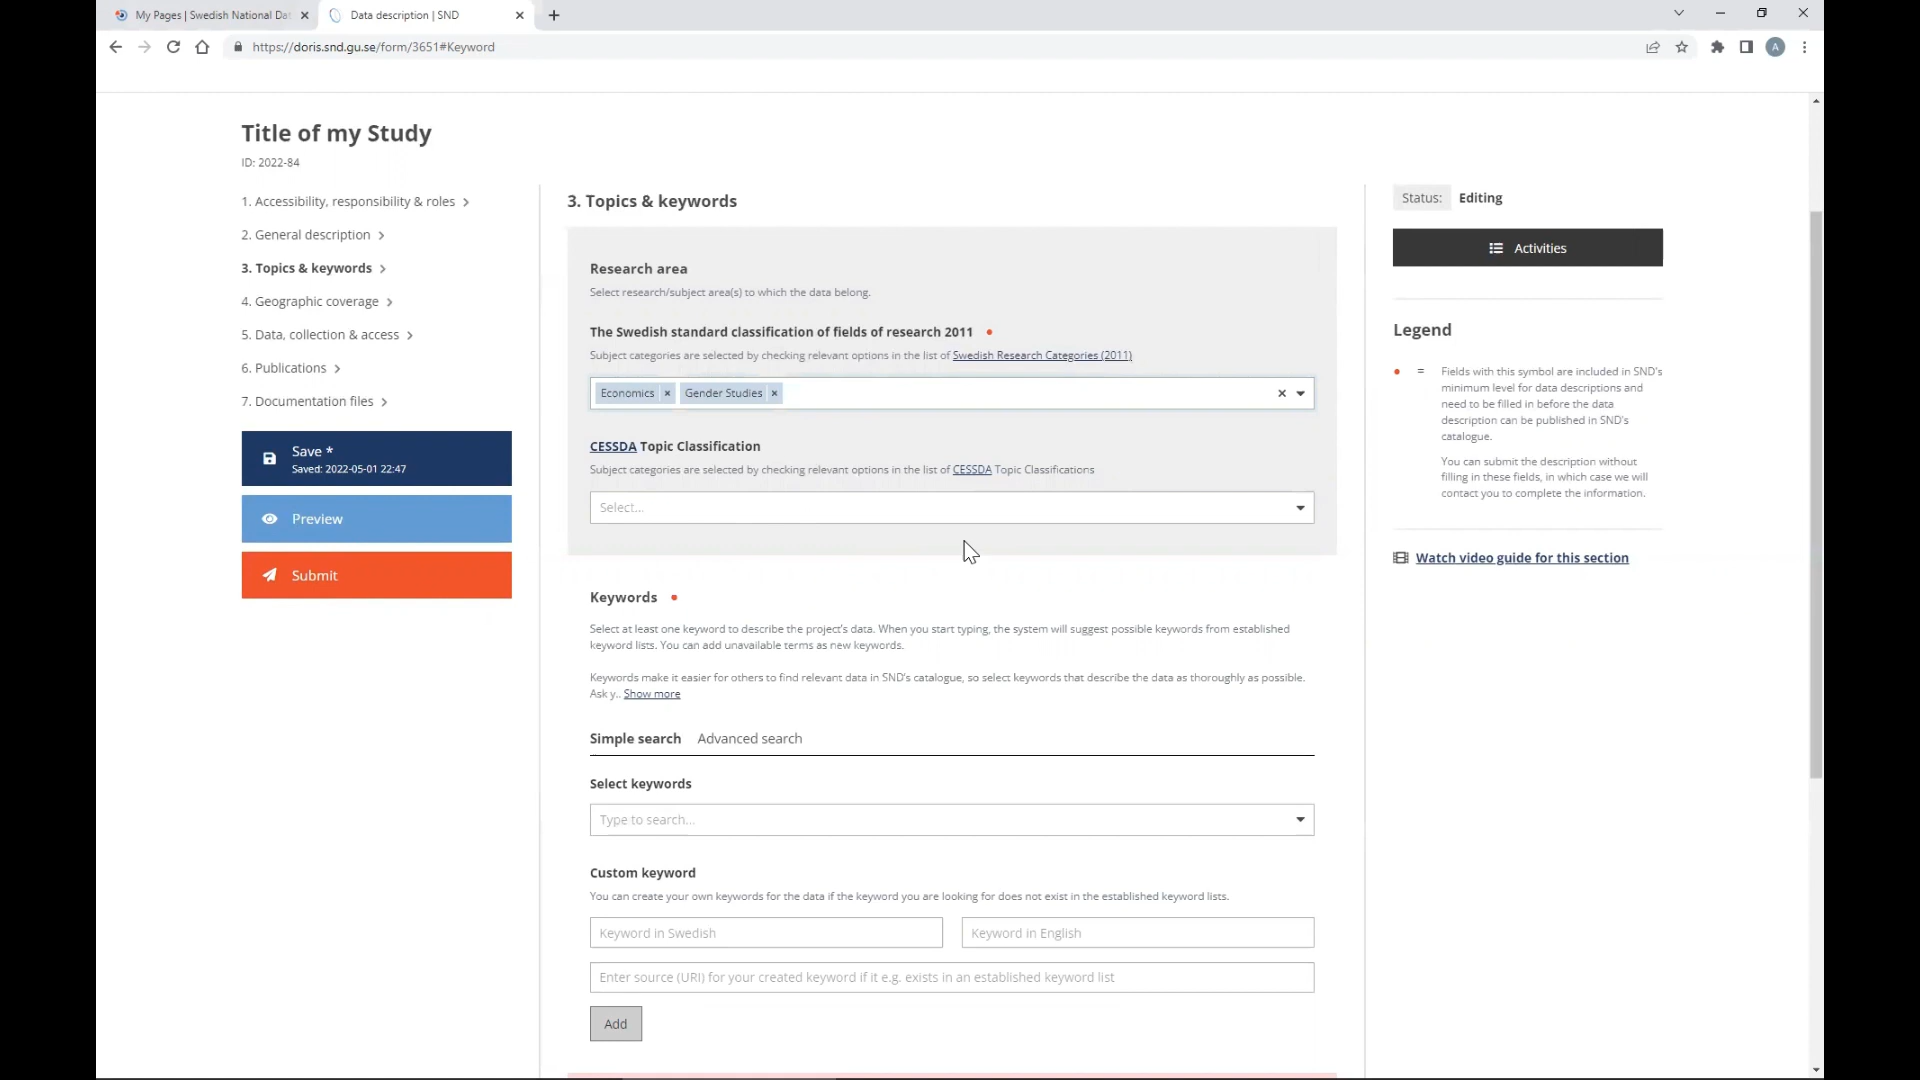 My Pages | Swedish National Dat
Data description | SND
https://doris.snd.gu.se/form/3651#Keyword
A
Title of my Study
ID: 2022-84
1. Accessibility, responsibility & roles
2. General description
3. Topics & keywords
4. Geographic coverage
5. Data, collection & access
6. Publications
7. Documentation files
Save *
Saved: 2022-05-01 22:47
Preview
Submit
3. Topics & keywords
Research area
Select research/subject area(s) to which the data belong.
The Swedish standard classification of fields of research 2011
Subject categories are selected by checking relevant options in the list of Swedish Research Categories (2011)
Economics × Gender Studies ×
CESSDA Topic Classification
Subject categories are selected by checking relevant options in the list of CESSDA Topic Classifications
Select...
Keywords
Select at least one keyword to describe the project's data. When you start typing, the system will suggest possible keywords from established
keyword lists. You can add unavailable terms as new keywords.
Keywords make it easier for others to find relevant data in SND's catalogue, so select keywords that describe the data as thoroughly as possible.
Ask y.. Show more
Simple search Advanced search
Select keywords
Type to search...
Custom keyword
You can create your own keywords for the data if the keyword you are looking for does not exist in the established keyword lists.
Keyword in Swedish
Keyword in English
Enter source (URI) for your created keyword if it e.g. exists in an established keyword list
Add
Status: Editing
Activities
Legend
= Fields with this symbol are included in SND's
minimum level for data descriptions and
need to be filled in before the data
description can be published in SND's
catalogue.
You can submit the description without
filling in these fields, in which case we will
contact you to complete the information.
Watch video guide for this section